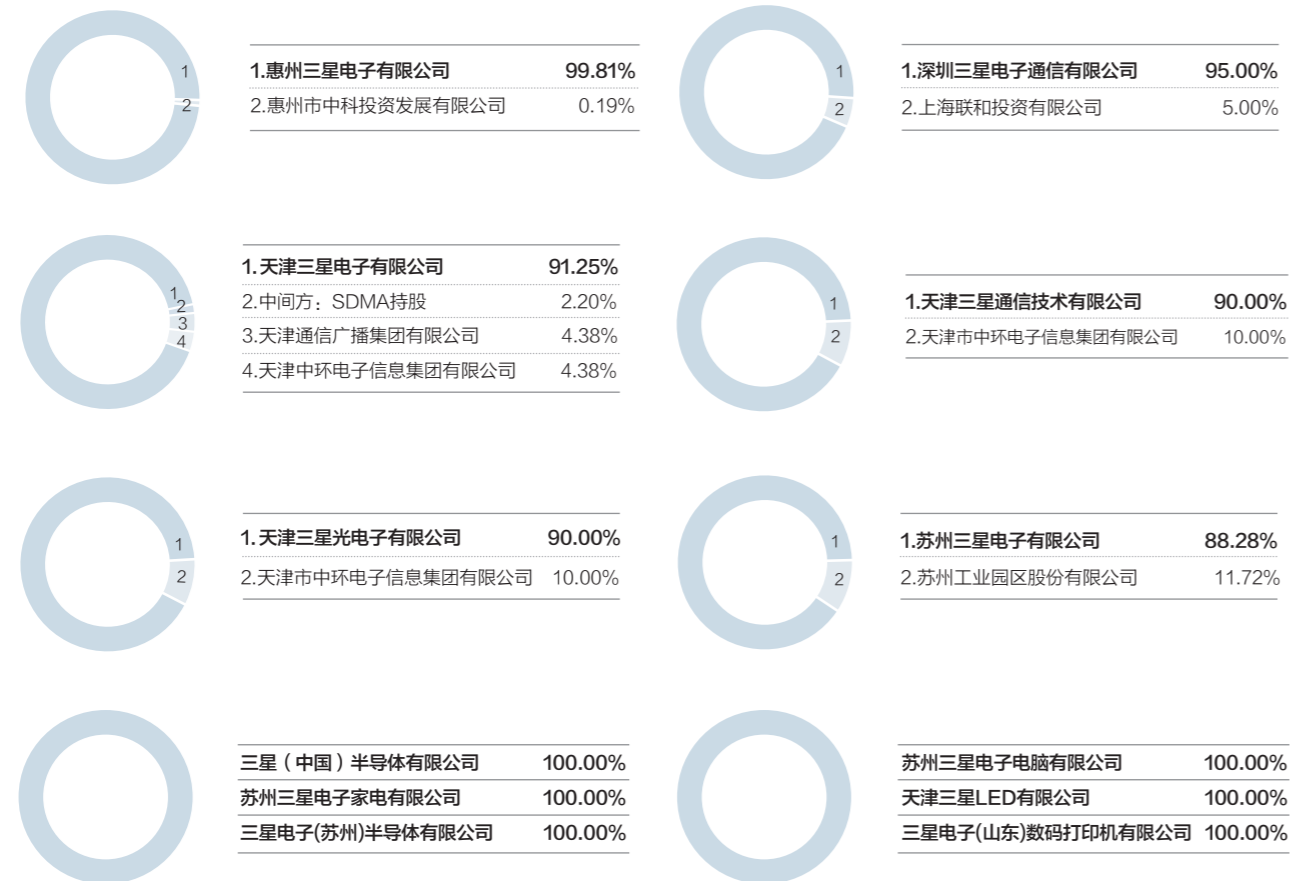 1
2
1.惠州三星电子有限公司 99.81%
2.惠州市中科投资发展有限公司 0.19%
1
2
1.深圳三星电子通信有限公司 95.00%
2.上海联和投资有限公司 5.00%
1
2
3
4
1.天津三星电子有限公司 91.25%
2.中间方：SDMA持股 2.20%
3.天津通信广播集团有限公司 4.38%
4.天津中环电子信息集团有限公司 4.38%
1
2
1.天津三星通信技术有限公司 90.00%
2.天津市中环电子信息集团有限公司 10.00%
1
2
1.天津三星光电子有限公司 90.00%
2.天津市中环电子信息集团有限公司 10.00%
1
2
1.苏州三星电子有限公司 88.28%
2.苏州工业园区股份有限公司 11.72%
三星（中国）半导体有限公司 100.00%
苏州三星电子家电有限公司 100.00%
三星电子(苏州)半导体有限公司 100.00%
苏州三星电子电脑有限公司 100.00%
天津三星LED有限公司 100.00%
三星电子(山东)数码打印机有限公司 100.00%